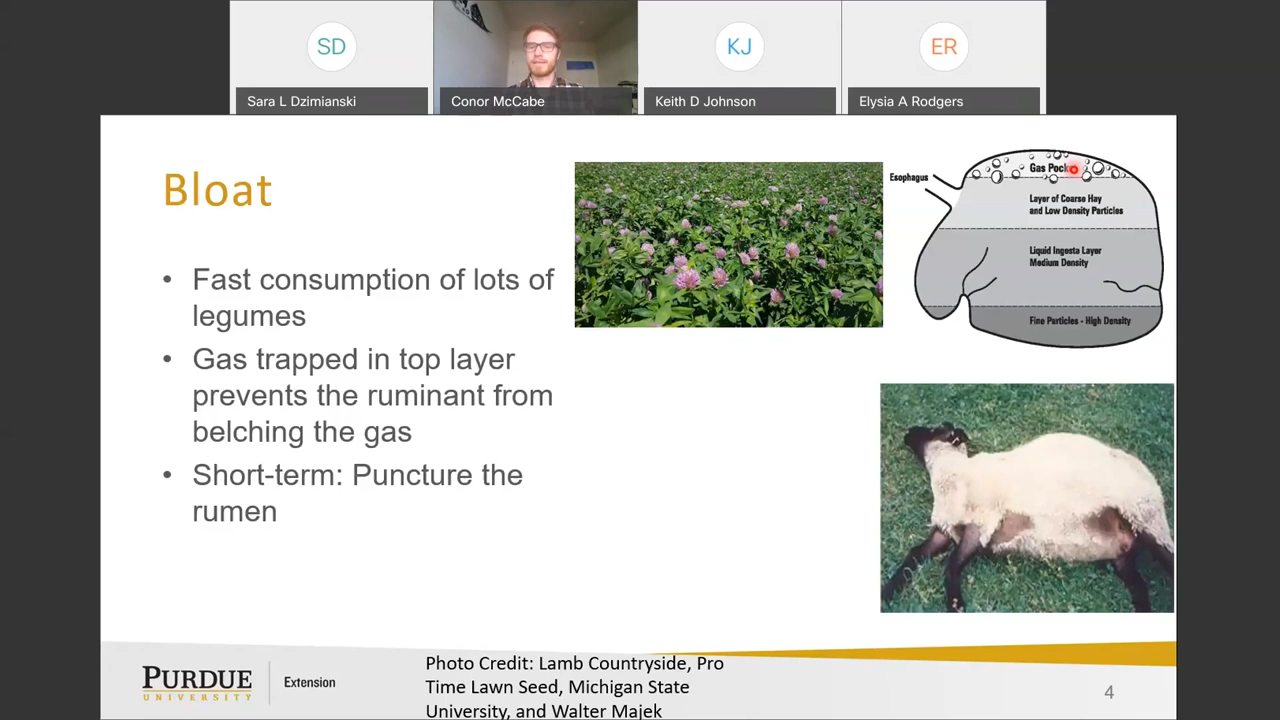 SD
KJ
ER
Sara L Dzimianski
Conor McCabe
Keith D Johnson
Elysia A Rodgers
Bloat
• Fast consumption of lots of
legumes
• Gas trapped in top layer
prevents the ruminant from
belching the gas
• Short-term: Puncture the
rumen
Esophagus
Gas
Layer of Coarse Hay
and Low Density Particles
Liquid Ingesta Layer
Medium Density
Fine Particles - High Density
PURDUE
UNIVERSITY
Extension
Photo Credit: Lamb Countryside, Pro
Time Lawn Seed, Michigan State
University, and Walter Majek
4